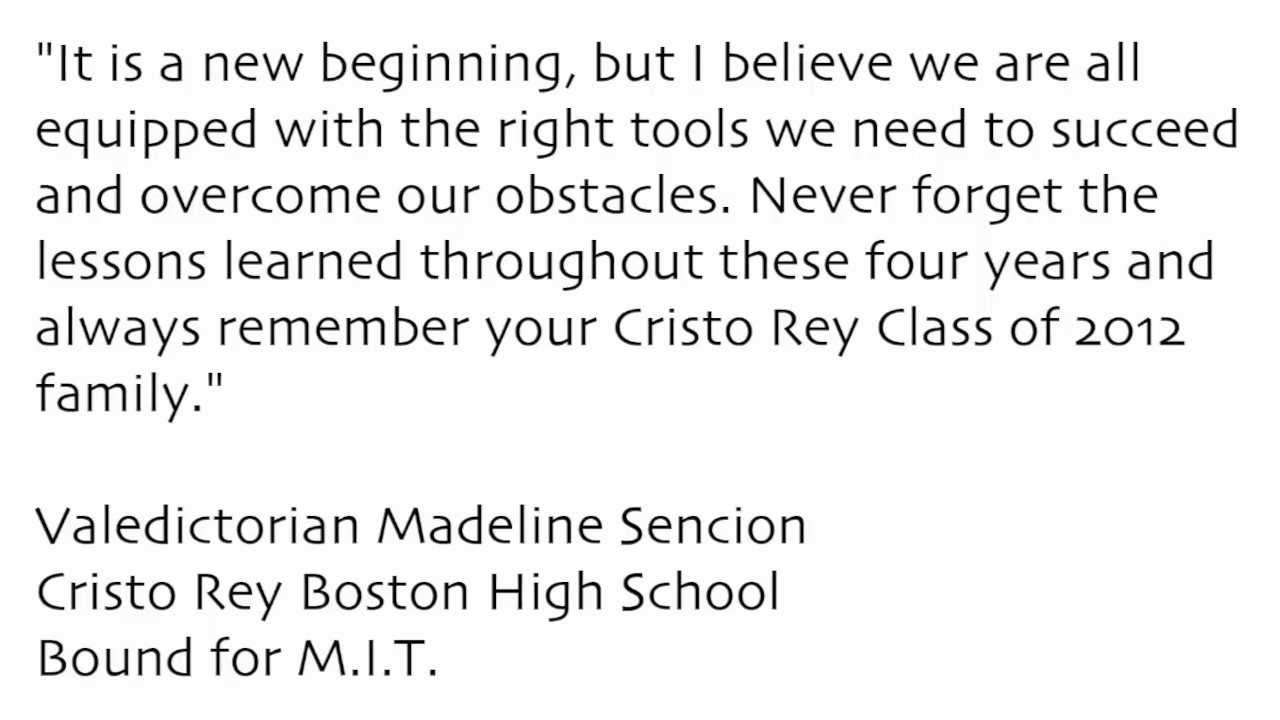 "It is a new beginning, but I believe we are all
equipped with the right tools we need to succeed
and overcome our obstacles. Never forget the
lessons learned throughout these four years and
always remember your Cristo Rey Class of 2012
family."
Valedictorian Madeline Sencion
Cristo Rey Boston High School
Bound for M.I.T.